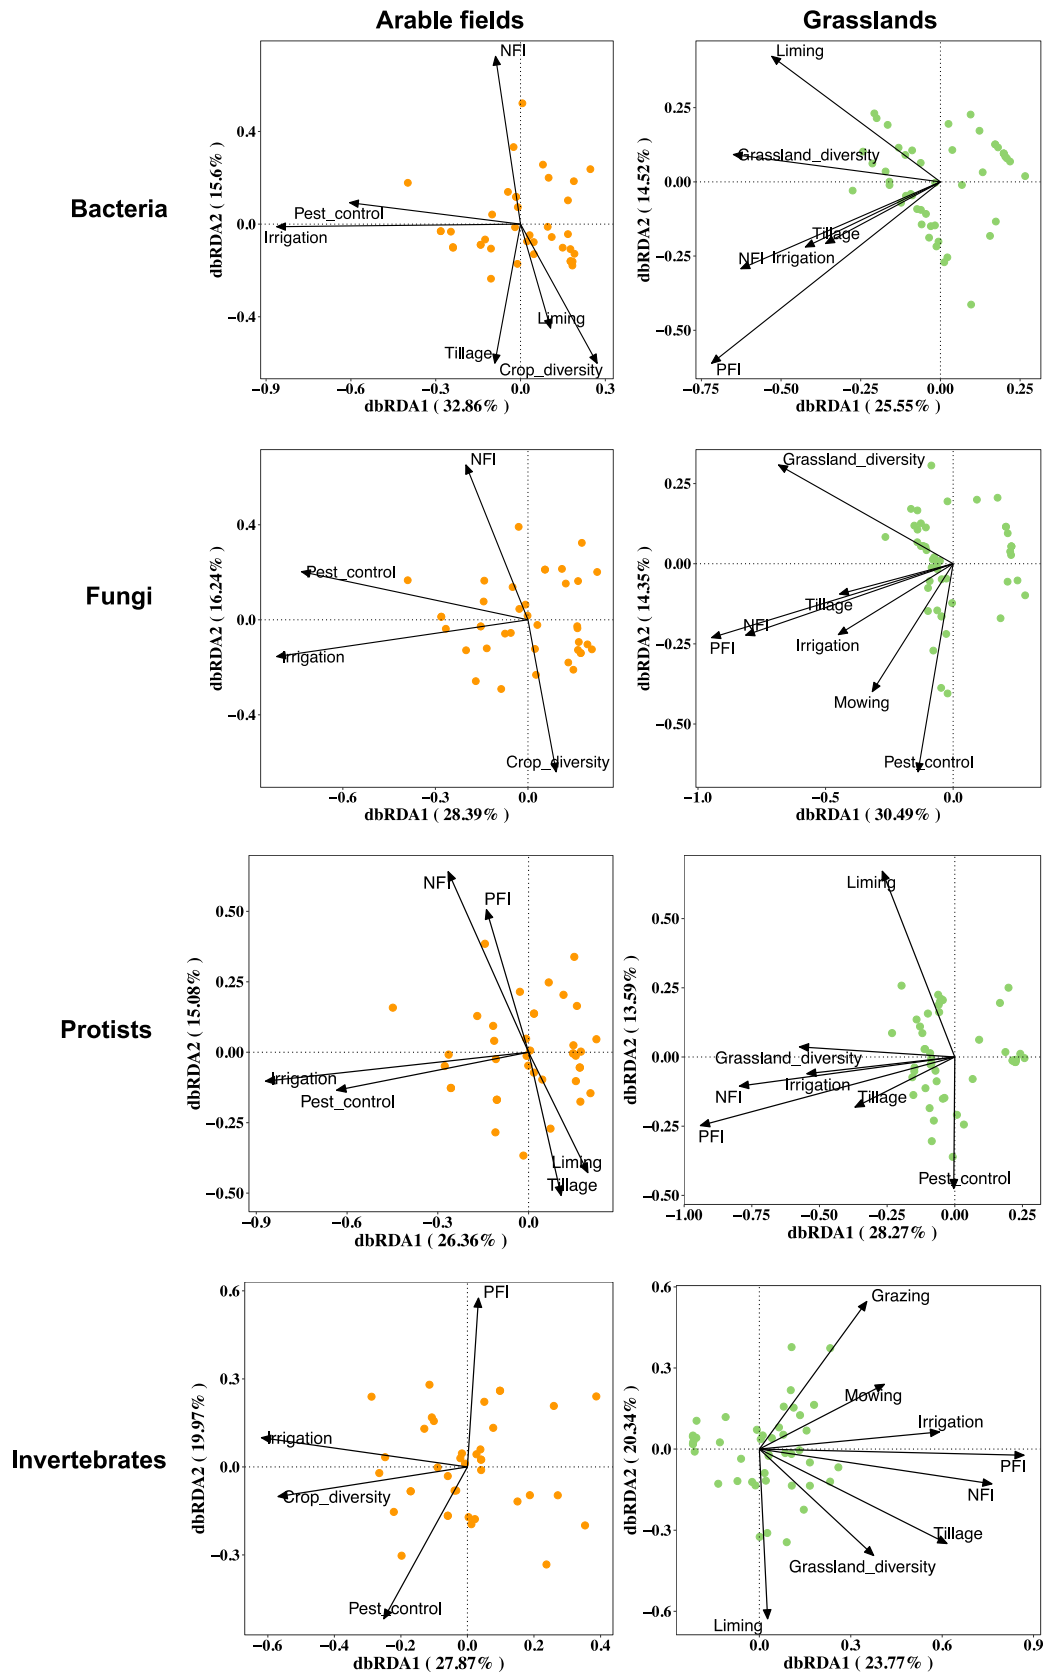 Arable fields
Grasslands
Bacteria
NFI
Pest_control
Irrigation
Liming
Tillage
Crop_diversity
0.4
0.0
−0.4
−0.9
−0.6
−0.3
0.0
0.3
dbRDA2 ( 15.6% )
dbRDA1 ( 32.86% )
Liming
Grassland_diversity
Tillage
NFI
Irrigation
PFI
0.25
0.00
−0.25
−0.50
−0.75
−0.50
−0.25
0.00
0.25
dbRDA2 ( 14.52% )
dbRDA1 ( 25.55% )
Fungi
NFI
Pest_control
Irrigation
Crop_diversity
0.4
0.0
−0.4
−0.6
−0.3
0.0
dbRDA2 ( 16.24% )
dbRDA1 ( 28.39% )
Grassland_diversity
Tillage
NFI
PFI
Irrigation
Mowing
Pest_control
0.25
0.00
−0.25
−0.50
−1.0
−0.5
0.0
dbRDA2 ( 14.35% )
dbRDA1 ( 30.49% )
Protists
NFI
PFI
Irrigation
Pest_control
Liming
Tillage
0.50
0.25
0.00
−0.25
−0.50
−0.9
−0.6
−0.3
0.0
dbRDA2 ( 15.08% )
dbRDA1 ( 26.36% )
Liming
Grassland_diversity
Irrigation
NFI
Tillage
PFI
Pest_control
0.50
0.25
0.00
−0.25
−0.50
−1.00
−0.75
−0.50
−0.25
0.00
0.25
dbRDA2 ( 13.59% )
dbRDA1 ( 28.27% )
Invertebrates
PFI
Irrigation
Crop_diversity
Pest_control
0.6
0.3
0.0
−0.3
−0.6
−0.4
−0.2
0.0
0.2
0.4
dbRDA2 ( 19.97% )
dbRDA1 ( 27.87% )
Grazing
Mowing
Irrigation
PFI
NFI
Tillage
Grassland_diversity
Liming
0.6
0.3
0.0
−0.3
−0.6
0.0
0.3
0.6
0.9
dbRDA2 ( 20.34% )
dbRDA1 ( 23.77% )